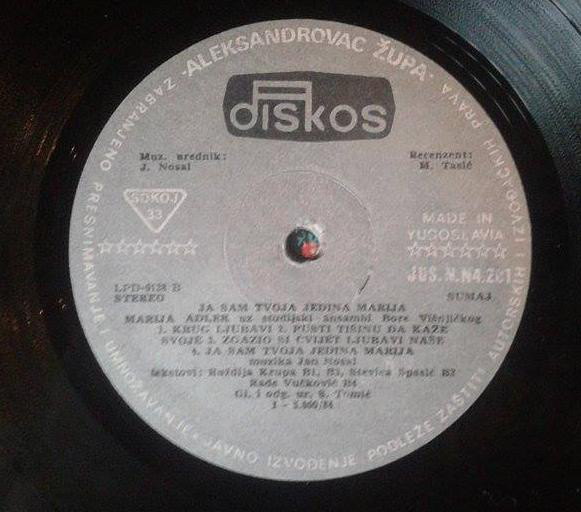 ·ALEKSANDROVAC ŽUPA·
diskos
Muz. urednik:
J. Nosal
Recenzent:
M. Tasić
SOKOJ
33
MADE IN
YUGOSLAVIA
JUS.N.N4.201
LPD-9128 B
STEREO
SUMAJ
JA SAM TVOJA JEDINA MARIJA
MARIJA ADLER uz studijski ansambl Bore Višnjičkog
1. KRUG LJUBAVI 2. PUSTI TIŠINU DA KAŽE
SVOJE 3. ZGAZIO SI CVIJET LJUBAVI NAŠE
4. JA SAM TVOJA JEDINA MARIJA
muzika Jan Nosal
tekstovi: Hazdija Krupa B1, B3, Stevica Spasić B2
Rade Vučković B4
Gl. i odg. ur. S. Tomić
1 - 5.000/84
ZABRANJENO PRESNIMAVANJE I UMNOŽAVANJE · JAVNO IZVOĐENJE PODLEŽE ZAŠTITI AUTORSKIH I IZVOĐAČKIH PRAVA